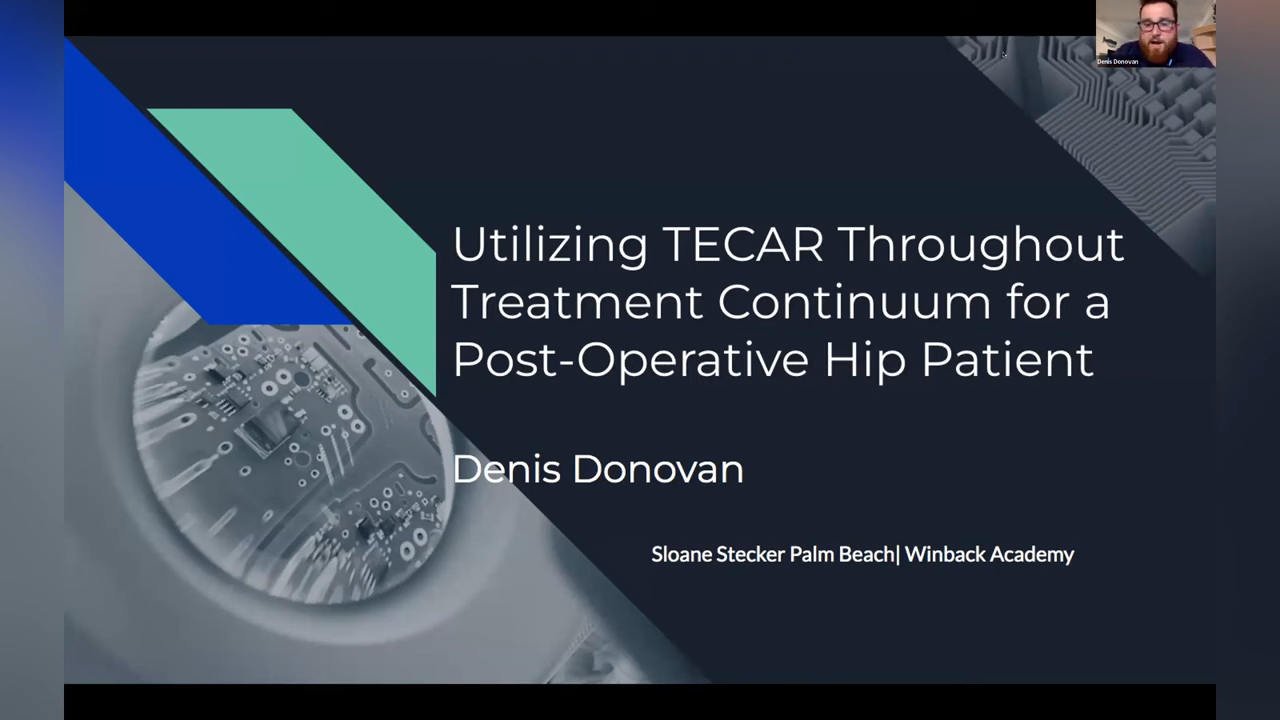 Denis Donovan
Utilizing TECAR Throughout
Treatment Continuum for a
Post-Operative Hip Patient
Denis Donovan
Sloane Stecker Palm Beach| Winback Academy